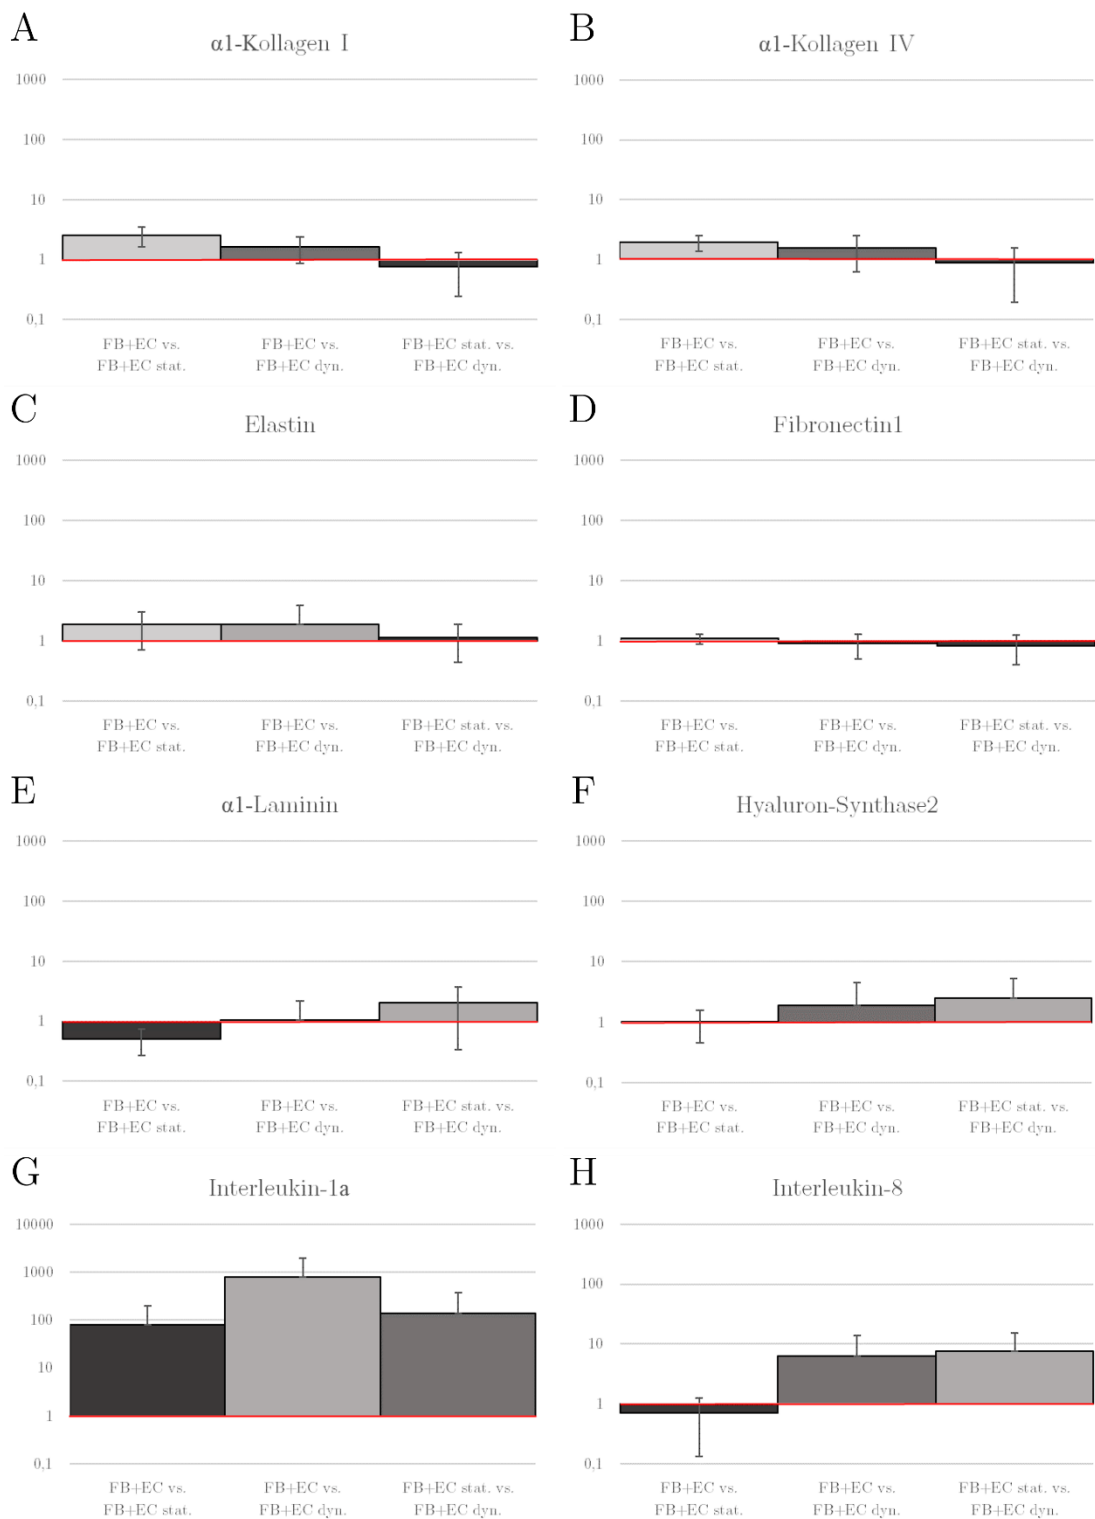 A
α1-Kollagen I
1000
100
10
1
0,1
FB+EC vs.
FB+EC stat.
FB+EC vs.
FB+EC dyn.
FB+EC stat. vs.
FB+EC dyn.
B
α1-Kollagen IV
1000
100
10
1
0,1
FB+EC vs.
FB+EC stat.
FB+EC vs.
FB+EC dyn.
FB+EC stat. vs.
FB+EC dyn.
C
Elastin
1000
100
10
1
0,1
FB+EC vs.
FB+EC stat.
FB+EC vs.
FB+EC dyn.
FB+EC stat. vs.
FB+EC dyn.
D
Fibronectin1
1000
100
10
1
0,1
FB+EC vs.
FB+EC stat.
FB+EC vs.
FB+EC dyn.
FB+EC stat. vs.
FB+EC dyn.
E
α1-Laminin
1000
100
10
1
0,1
FB+EC vs.
FB+EC stat.
FB+EC vs.
FB+EC dyn.
FB+EC stat. vs.
FB+EC dyn.
F
Hyaluron-Synthase2
1000
100
10
1
0,1
FB+EC vs.
FB+EC stat.
FB+EC vs.
FB+EC dyn.
FB+EC stat. vs.
FB+EC dyn.
G
Interleukin-1a
10000
1000
100
10
1
0,1
FB+EC vs.
FB+EC stat.
FB+EC vs.
FB+EC dyn.
FB+EC stat. vs.
FB+EC dyn.
H
Interleukin-8
1000
100
10
1
0,1
FB+EC vs.
FB+EC stat.
FB+EC vs.
FB+EC dyn.
FB+EC stat. vs.
FB+EC dyn.